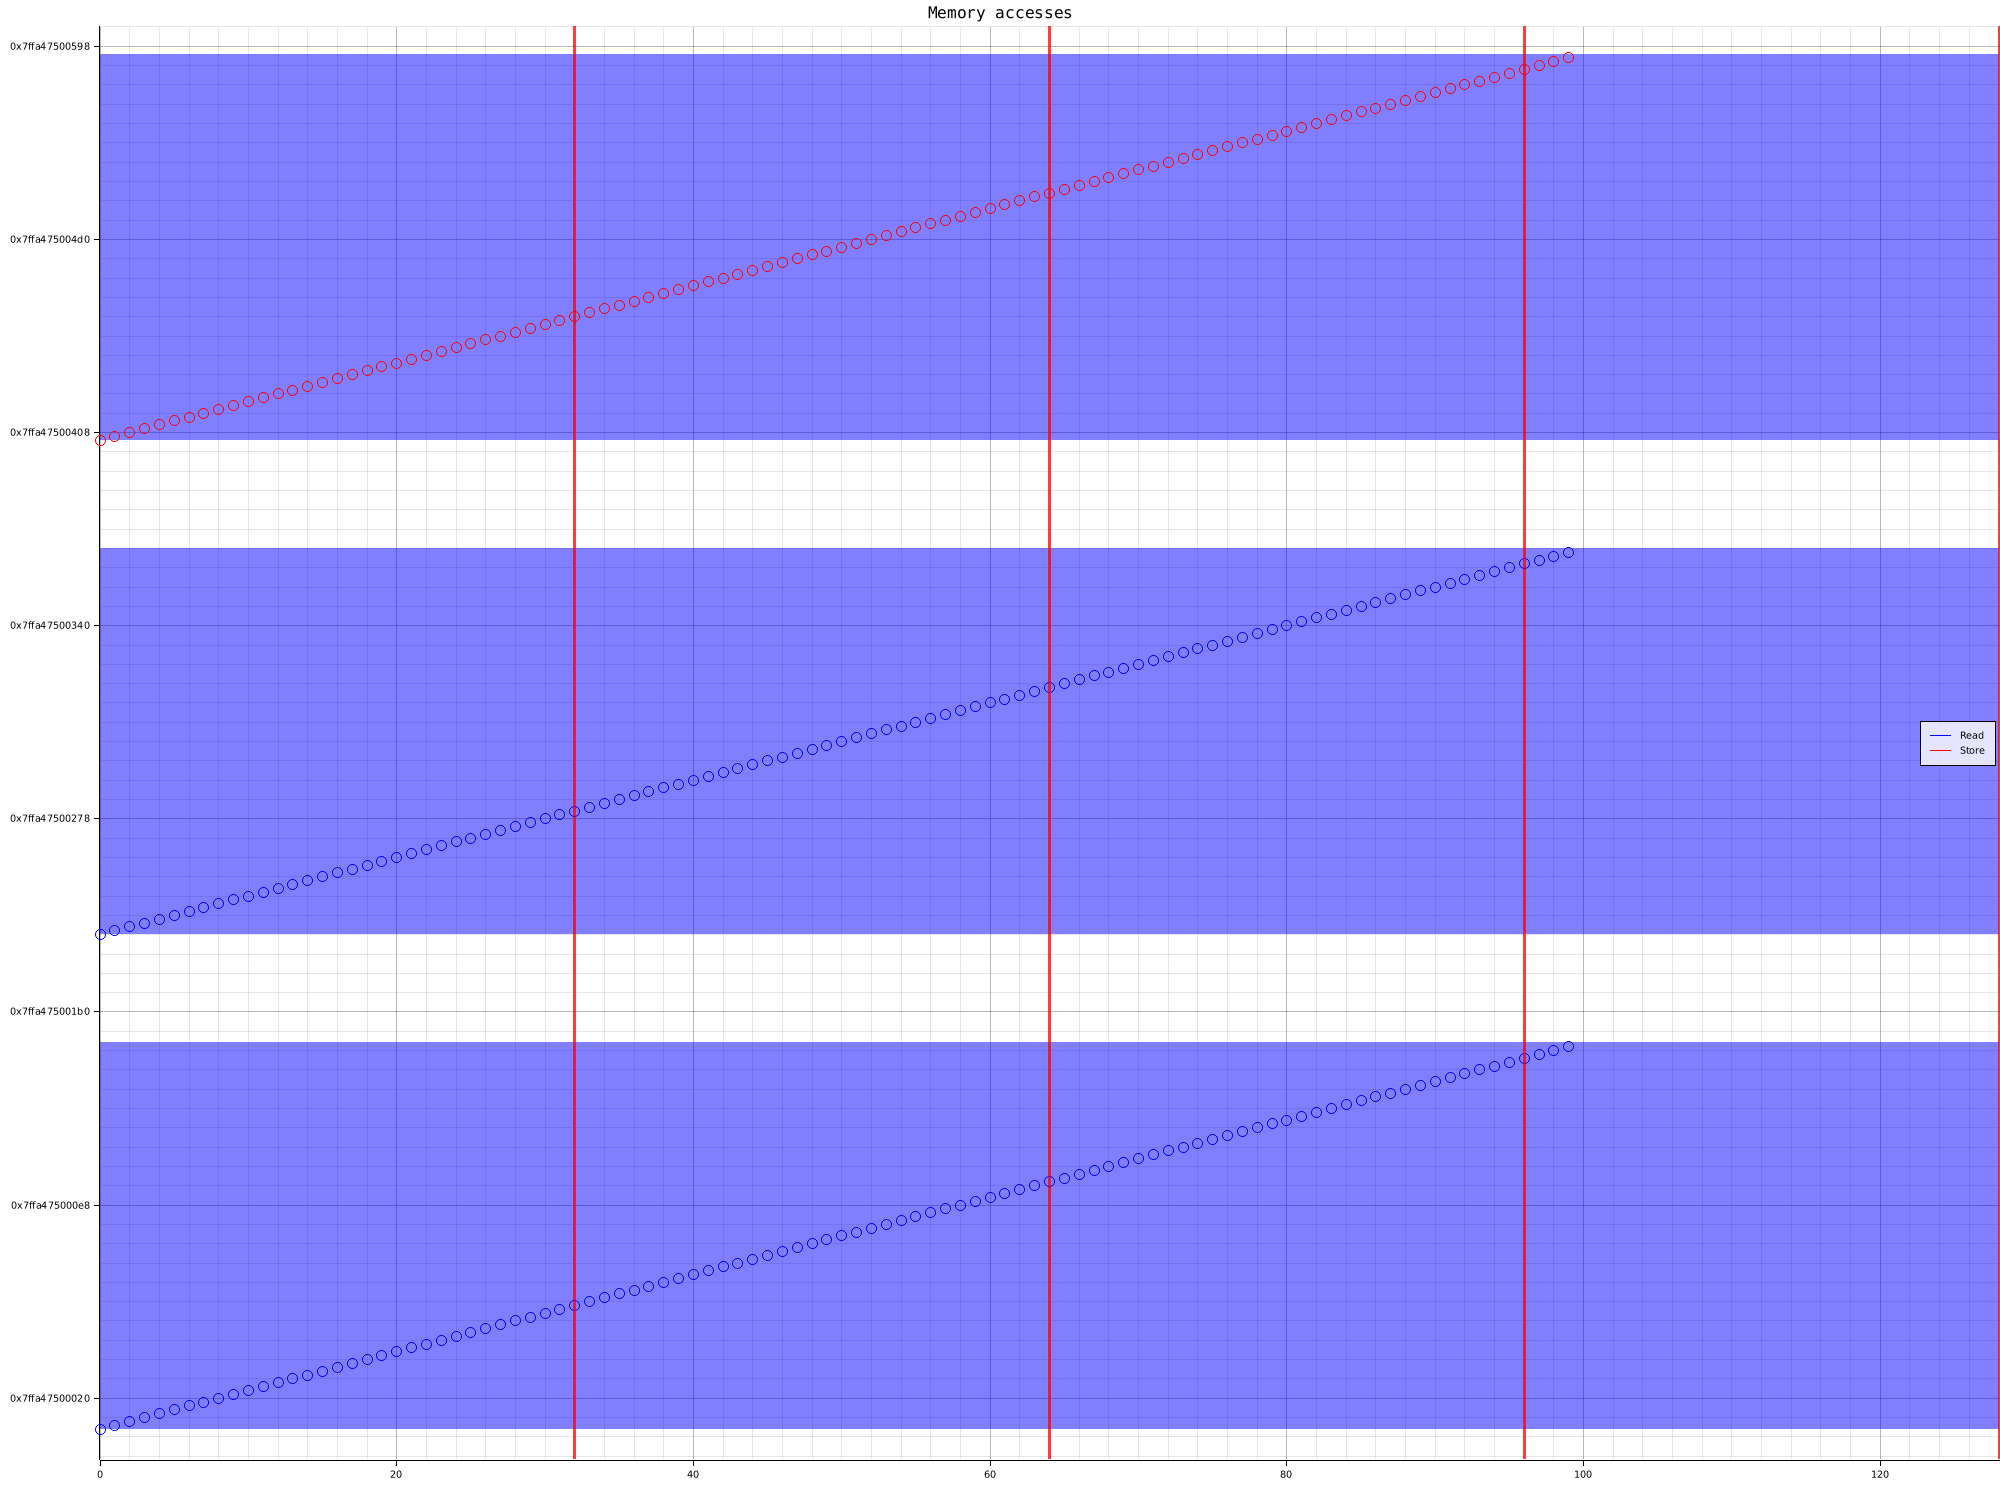 Memory accesses
0x7ffa47500598
0x7ffa475004d0
0x7ffa47500408
0x7ffa47500340
0x7ffa47500278
0x7ffa475001b0
0x7ffa475000e8
0x7ffa47500020
Read
Store
0 20 40 60 80 100 120